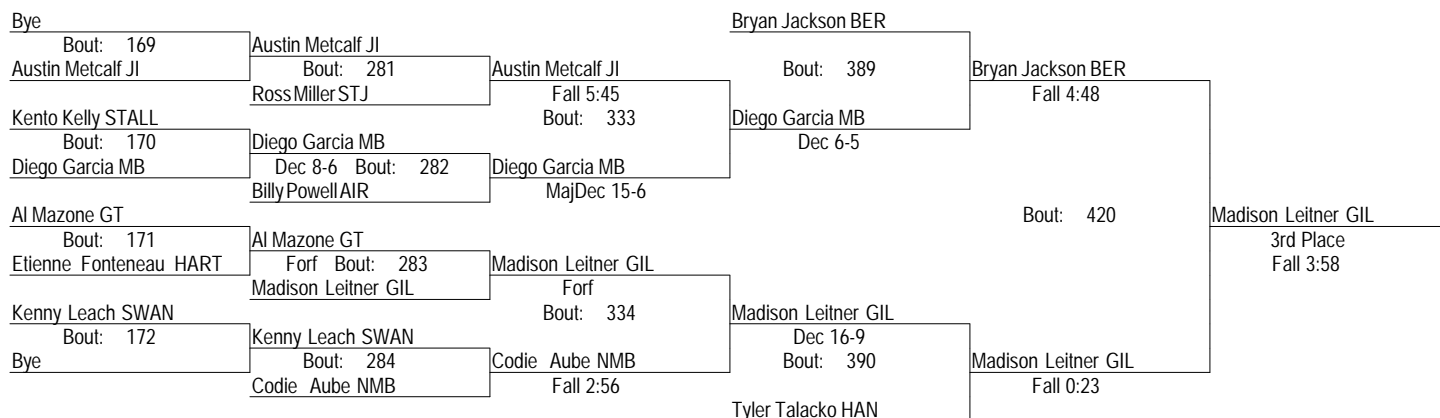 Bye
Bout: 169
Austin Metcalf JI
Kento Kelly STALL
Bout: 170
Diego Garcia MB
Al Mazone GT
Bout: 171
Etienne Fonteneau HART
Kenny Leach SWAN
Bout: 172
Bye
Austin Metcalf JI
Bout: 281
Ross Miller STJ
Diego Garcia MB
Dec 8-6 Bout: 282
Billy Powell AIR
Al Mazone GT
Forf Bout: 283
Madison Leitner GIL
Kenny Leach SWAN
Bout: 284
Codie Aube NMB
Austin Metcalf JI
Fall 5:45
Bout: 333
Diego Garcia MB
MajDec 15-6
Madison Leitner GIL
Forf
Bout: 334
Codie Aube NMB
Fall 2:56
Bryan Jackson BER
Bout: 389
Diego Garcia MB
Dec 6-5
Madison Leitner GIL
Dec 16-9
Bout: 390
Tyler Talacko HAN
Bryan Jackson BER
Fall 4:48
Bout: 420
Madison Leitner GIL
Fall 0:23
Madison Leitner GIL
3rd Place
Fall 3:58